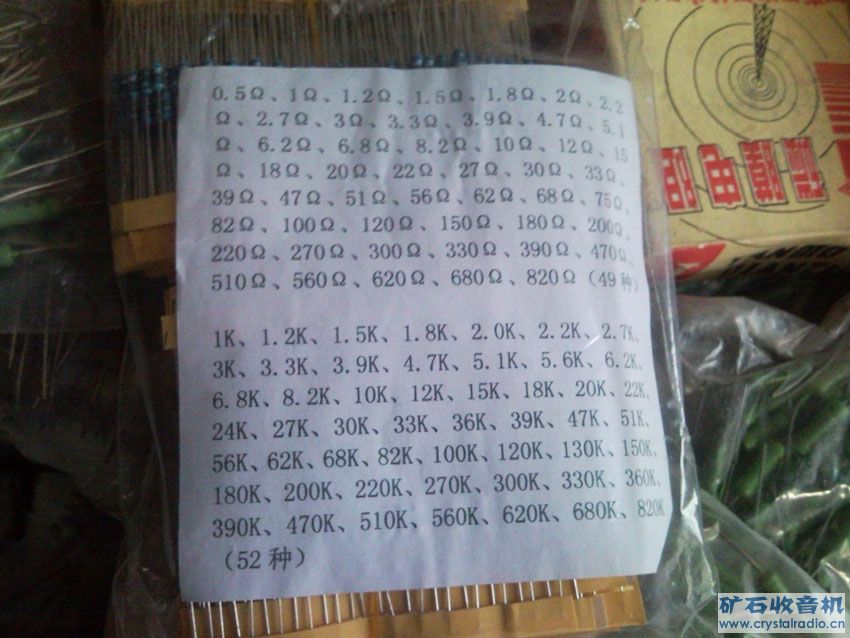 0.5Ω、1Ω、1.2Ω、1.5Ω、1.8Ω、2Ω、2.2
Ω、2.7Ω、3Ω、3.3Ω、3.9Ω、4.7Ω、5.1
Ω、6.2Ω、6.8Ω、8.2Ω、10Ω、12Ω、15
Ω、18Ω、20Ω、22Ω、27Ω、30Ω、33Ω、
39Ω、47Ω、51Ω、56Ω、62Ω、68Ω、75Ω、
82Ω、100Ω、120Ω、150Ω、180Ω、200Ω、
220Ω、270Ω、300Ω、330Ω、390Ω、470Ω、
510Ω、560Ω、620Ω、680Ω、820Ω（49种）
1K、1.2K、1.5K、1.8K、2.0K、2.2K、2.7K、
3K、3.3K、3.9K、4.7K、5.1K、5.6K、6.2K、
6.8K、8.2K、10K、12K、15K、18K、20K、22K、
24K、27K、30K、33K、36K、39K、47K、51K、
56K、62K、68K、82K、100K、120K、130K、150K、
180K、200K、220K、270K、300K、330K、360K、
390K、470K、510K、560K、620K、680K、820K
（52种）
矿石收音机
www.crystalradio.cn